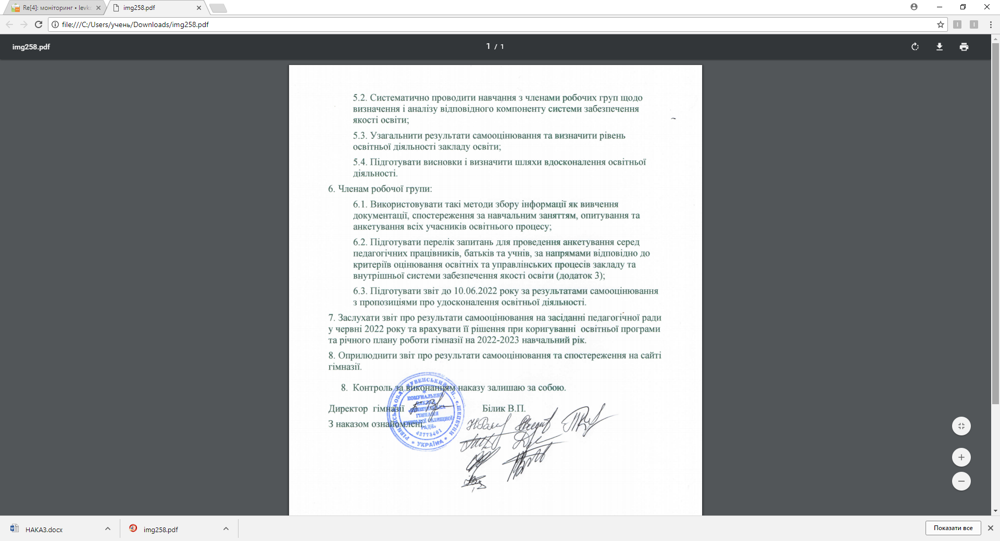 Re[4]: моніторинг • levko
img258.pdf
file:///C:/Users/учень/Downloads/img258.pdf
img258.pdf
1 / 1
5.2. Систематично проводити навчання з членами робочих груп щодо
визначення і аналізу відповідного компоненту системи забезпечення
якості освіти;
5.3. Узагальнити результати самооцінювання та визначити рівень
освітньої діяльності закладу освіти;
5.4. Підготувати висновки і визначити шляхи вдосконалення освітньої
діяльності.
6. Членам робочої групи:
6.1. Використовувати такі методи збору інформації як вивчення
документації, спостереження за навчальним заняттям, опитування та
анкетування всіх учасників освітнього процесу;
6.2. Підготувати перелік запитань для проведення анкетування серед
педагогічних працівників, батьків та учнів, за напрямами відповідно до
критеріїв оцінювання освітніх та управлінських процесів закладу та
внутрішньої системи забезпечення якості освіти (додаток 3);
6.3. Підготувати звіт до 10.06.2022 року за результатами самооцінювання
з пропозиціями про удосконалення освітньої діяльності.
7. Заслухати звіт про результати самооцінювання на засіданні педагогічної ради
у червні 2022 року та врахувати її рішення при коригуванні освітньої програми
та річного плану роботи гімназії на 2022-2023 навчальний рік.
8. Оприлюднити звіт про результати самооцінювання та спостереження на сайті
гімназії.
8. Контроль за виконанням наказу залишаю за собою.
Директор гімназії Білик В.П.
З наказом ознайомлені:
КОМУНАЛЬНИЙ
ЗАКЛАД
ГІМНАЗІЯ
РАДИ»
42773461
УКРАЇНА
НАКАЗ.docx
img258.pdf
Показати все